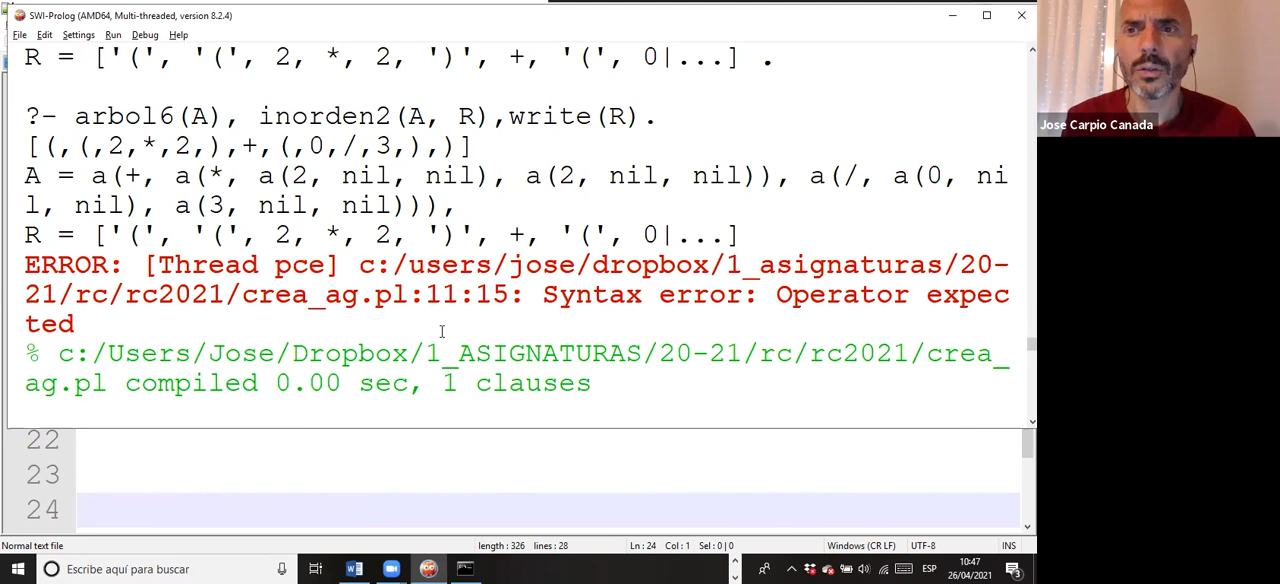 SWI-Prolog (AMD64, Multi-threaded, version 8.2.4)
File Edit Settings Run Debug Help
R = ['(', '(', 2, *, 2, ')', +, '(', 0|...] .
?- arbol6(A), inorden2(A, R),write(R).
[(,(,2,*,2,),+,(,0,/,3,),)]
A = a(+, a(*, a(2, nil, nil), a(2, nil, nil)), a(/, a(0, ni
l, nil), a(3, nil, nil))),
R = ['(', '(', 2, *, 2, ')', +, '(', 0|...]
ERROR: [Thread pce] c:/users/jose/dropbox/1_asignaturas/20-
21/rc/rc2021/crea_ag.pl:11:15: Syntax error: Operator expec
ted
% c:/Users/Jose/Dropbox/1_ASIGNATURAS/20-21/rc/rc2021/crea_
ag.pl compiled 0.00 sec, 1 clauses
Jose Carpio Canada
22
23
24
Normal text file length : 326 lines : 28 Ln : 24 Col : 1 Sel : 0 | 0 Windows (CR LF) UTF-8 INS
Escribe aquí para buscar
ESP
10:47
26/04/2021
3